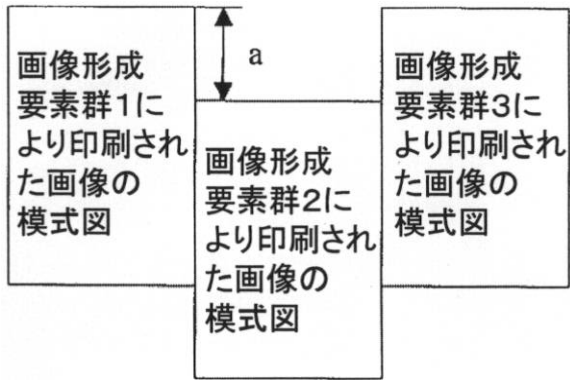 画像形成
要素群1に
より印刷され
た画像の
模式図
a
画像形成
要素群2に
より印刷され
た画像の
模式図
画像形成
要素群3に
より印刷され
た画像の
模式図